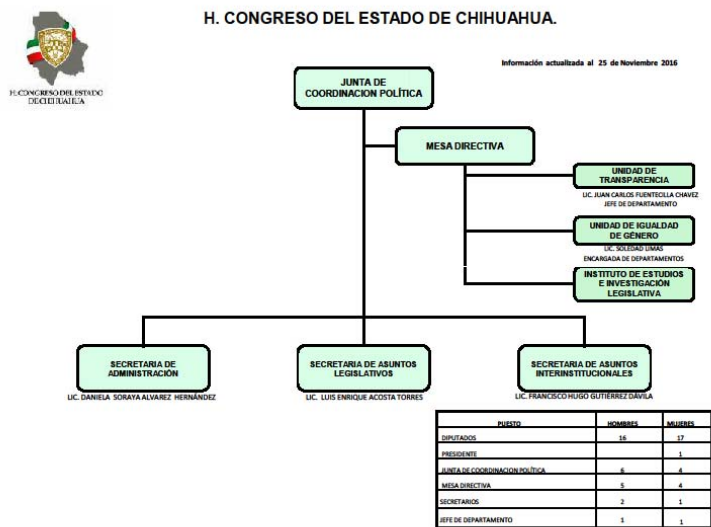 H. CONGRESO DEL ESTADO DE CHIHUAHUA.
Información actualizada al 25 de Noviembre 2016
H. CONGRESO DEL ESTADO
DE CHIHUAHUA
JUNTA DE
COORDINACION POLÍTICA
MESA DIRECTIVA
UNIDAD DE
TRANSPARENCIA
LIC. JUAN CARLOS FUENTECILLA CHAVEZ
JEFE DE DEPARTAMENTO
UNIDAD DE IGUALDAD
DE GÉNERO
LIC. SOLEDAD LIMAS
ENCARGADA DE DEPARTAMENTOS
INSTITUTO DE ESTUDIOS
E INVESTIGACIÓN
LEGISLATIVA
SECRETARIA DE
ADMINISTRACIÓN
LIC. DANIELA SORAYA ALVAREZ HERNÁNDEZ
SECRETARIA DE ASUNTOS
LEGISLATIVOS
LIC. LUIS ENRIQUE ACOSTA TORRES
SECRETARIA DE ASUNTOS
INTERINSTITUCIONALES
LIC. FRANCISCO HUGO GUTIÉRREZ DÁVILA
PUESTO HOMBRES MUJERES
DIPUTADOS 16 17
PRESIDENTE 1
JUNTA DE COORDINACION POLÍTICA 6 4
MESA DIRECTIVA 5 4
SECRETARIOS 2 1
JEFE DE DEPARTAMENTO 1 1